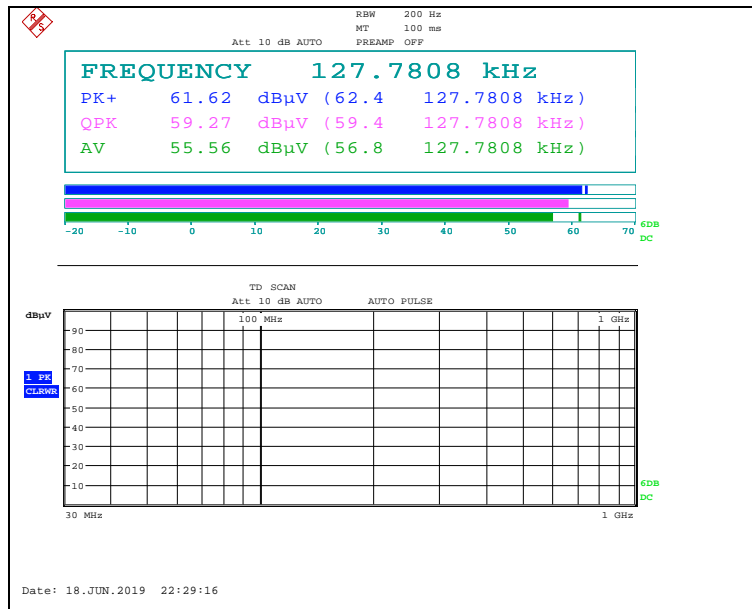 R S
RBW 200 Hz
MT 100 ms
Att 10 dB AUTO PREAMP OFF
FREQUENCY 127.7808 kHz
PK+ 61.62 dBµV (62.4 127.7808 kHz)
QPK 59.27 dBµV (59.4 127.7808 kHz)
AV 55.56 dBµV (56.8 127.7808 kHz)
-20 -10 0 10 20 30 40 50 60 70
6DB
DC
TD SCAN
Att 10 dB AUTO AUTO PULSE
dBµV
100 MHz 1 GHz
90
80
70
1 PK
60
CLRWR
50
40
30
20
10
6DB
DC
30 MHz 1 GHz
Date: 18.JUN.2019 22:29:16